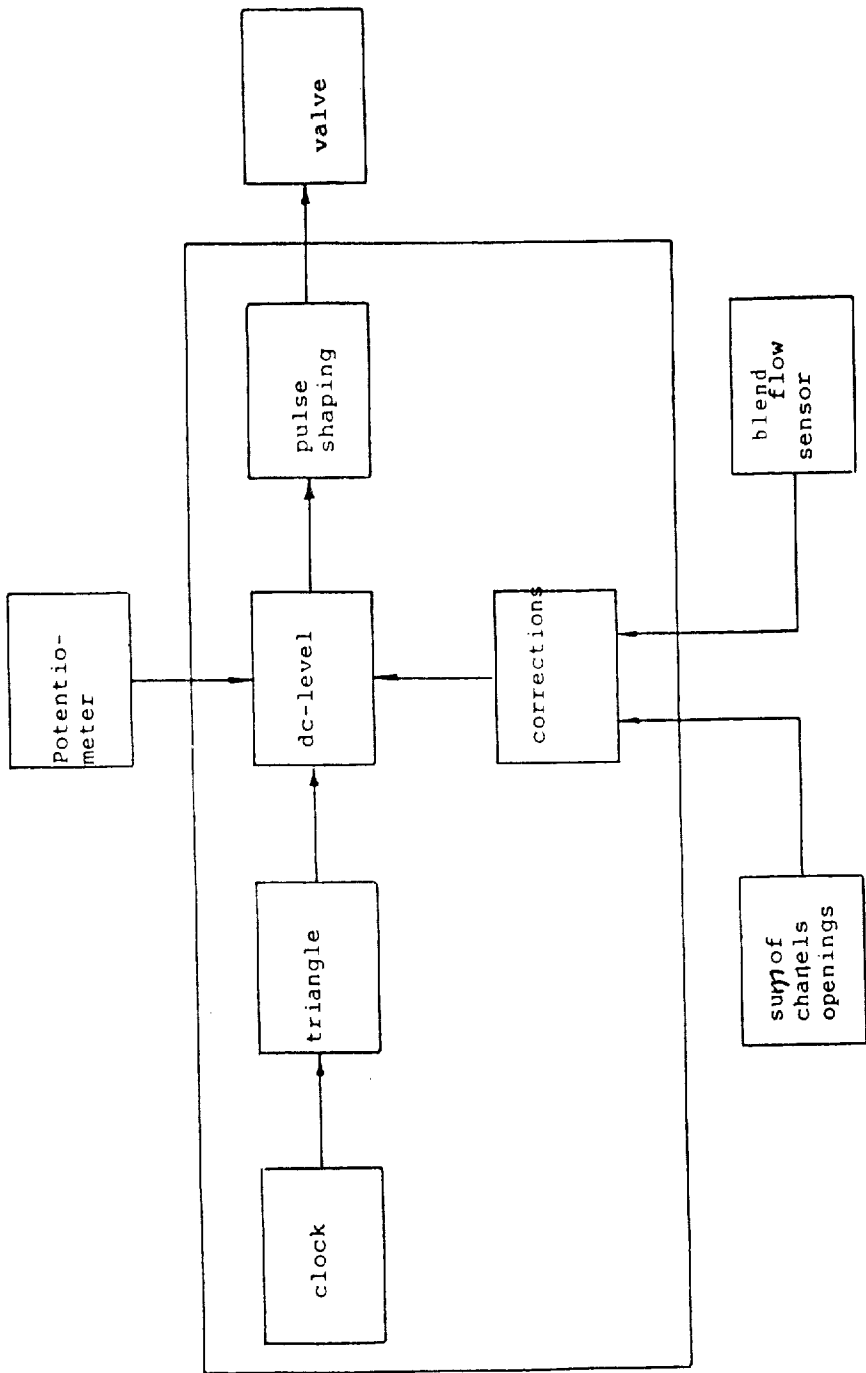 Potentio-
meter
clock
triangle
dc-level
pulse
shaping
valve
corrections
sum of
chanels
openings
blend
flow
sensor